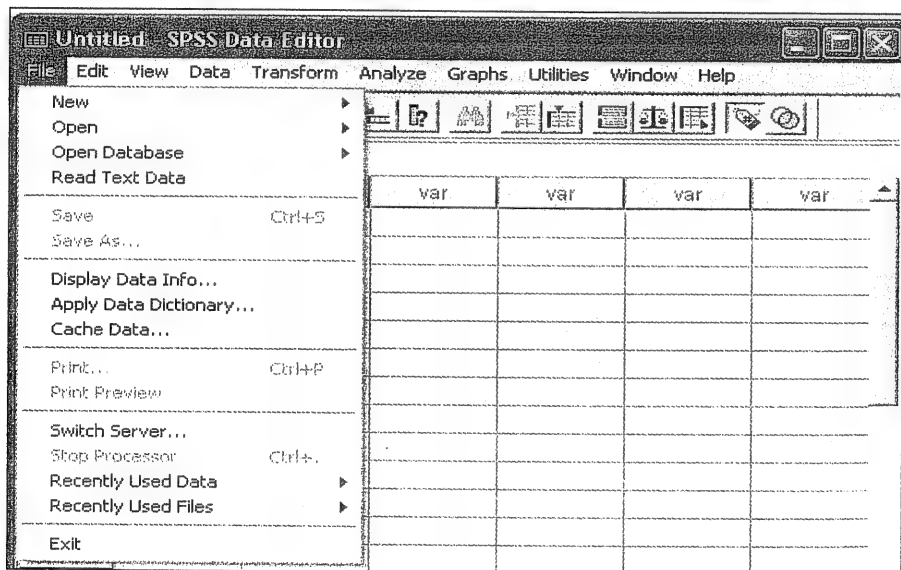 Untitled - SPSS Data Editor
File Edit View Data Transform Analyze Graphs Utilities Window Help
New
Open
Open Database
Read Text Data
var var var var
Save Ctrl+S
Save As...
Display Data Info...
Apply Data Dictionary...
Cache Data...
Print... Ctrl+P
Print Preview
Switch Server...
Stop Processor Ctrl+.
Recently Used Data
Recently Used Files
Exit